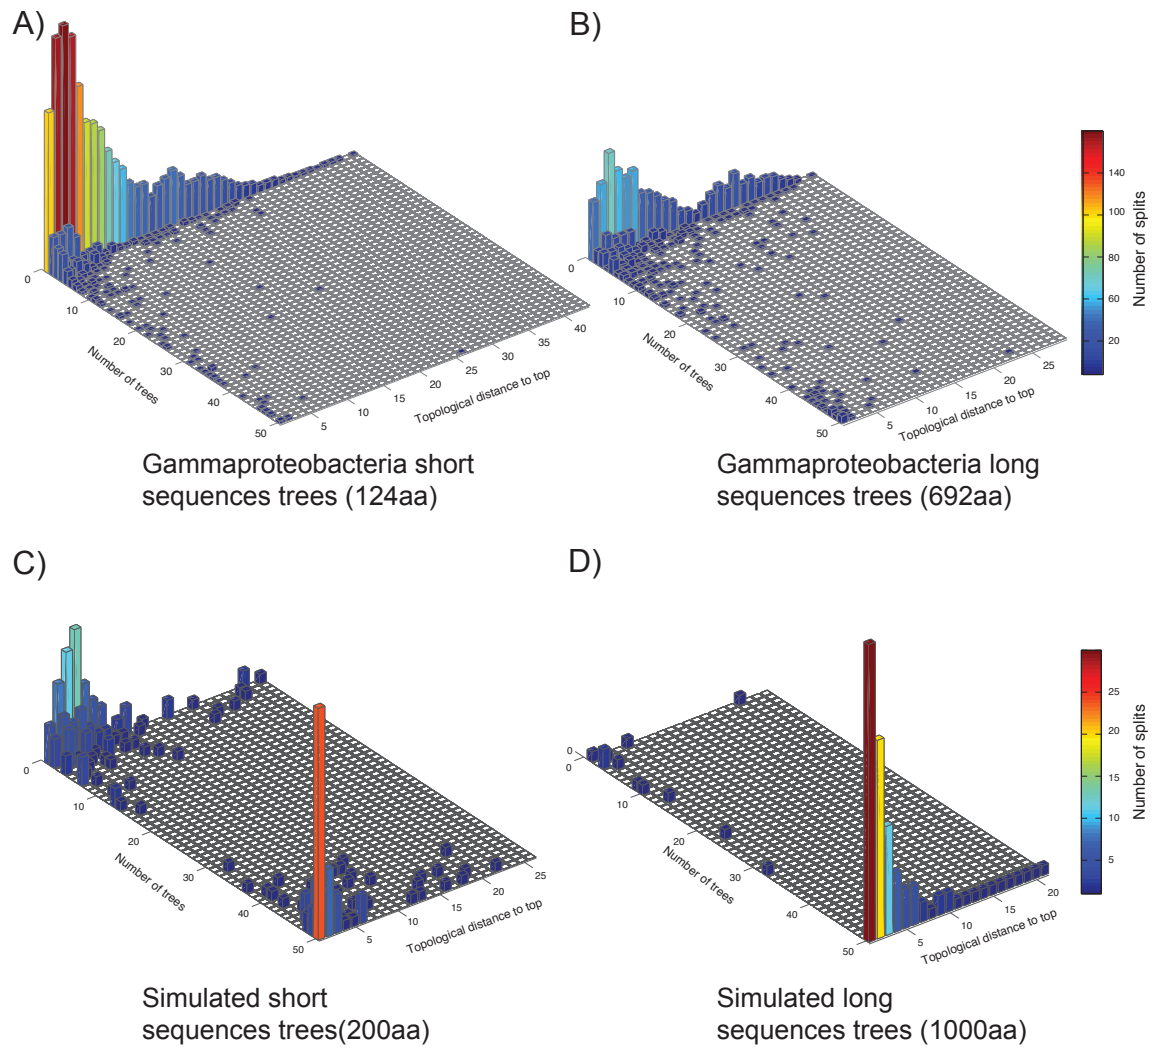 A)
B)
0
10
20
30
40
50
Number of trees
5
10
15
20
25
30
35
40
Topological distance to top
0
10
20
30
40
50
Number of trees
5
10
15
20
25
Topological distance to top
140
100
80
60
20
Number of splits
Gammaproteobacteria short
sequences trees (124aa)
Gammaproteobacteria long
sequences trees (692aa)
C)
D)
0
10
20
30
40
50
Number of trees
5
10
15
20
25
Topological distance to top
0
0
10
20
30
40
50
Number of trees
5
10
15
20
Topological distance to top
25
20
15
10
5
Number of splits
Simulated short
sequences trees(200aa)
Simulated long
sequences trees (1000aa)